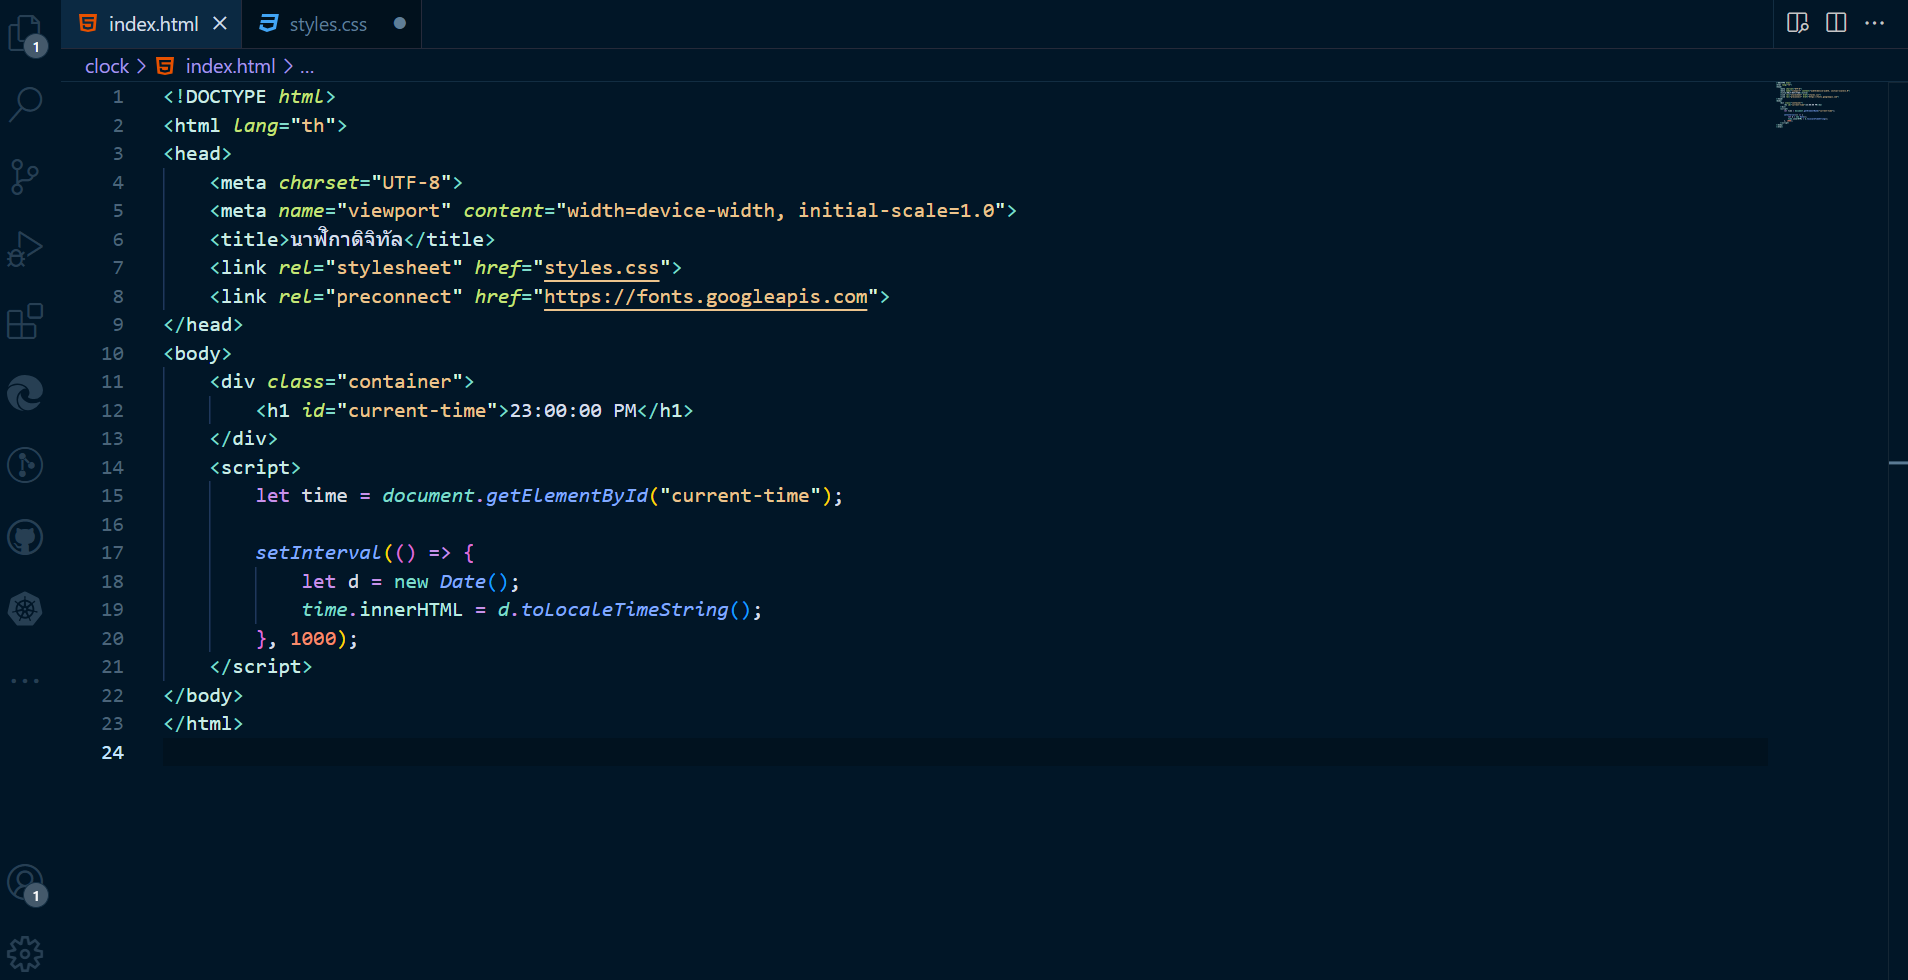 index.html
styles.css
1
clock > index.html > ...
1 <!DOCTYPE html>
2 <html lang="th">
3 <head>
4 <meta charset="UTF-8">
5 <meta name="viewport" content="width=device-width, initial-scale=1.0">
6 <title>นาฬิกาดิจิทัล</title>
7 <link rel="stylesheet" href="styles.css">
8 <link rel="preconnect" href="https://fonts.googleapis.com">
9 </head>
10 <body>
11 <div class="container">
12 <h1 id="current-time">23:00:00 PM</h1>
13 </div>
14 <script>
15 let time = document.getElementById("current-time");
16
17 setInterval(() => {
18 let d = new Date();
19 time.innerHTML = d.toLocaleTimeString();
20 }, 1000);
21 </script>
22 </body>
23 </html>
24
1